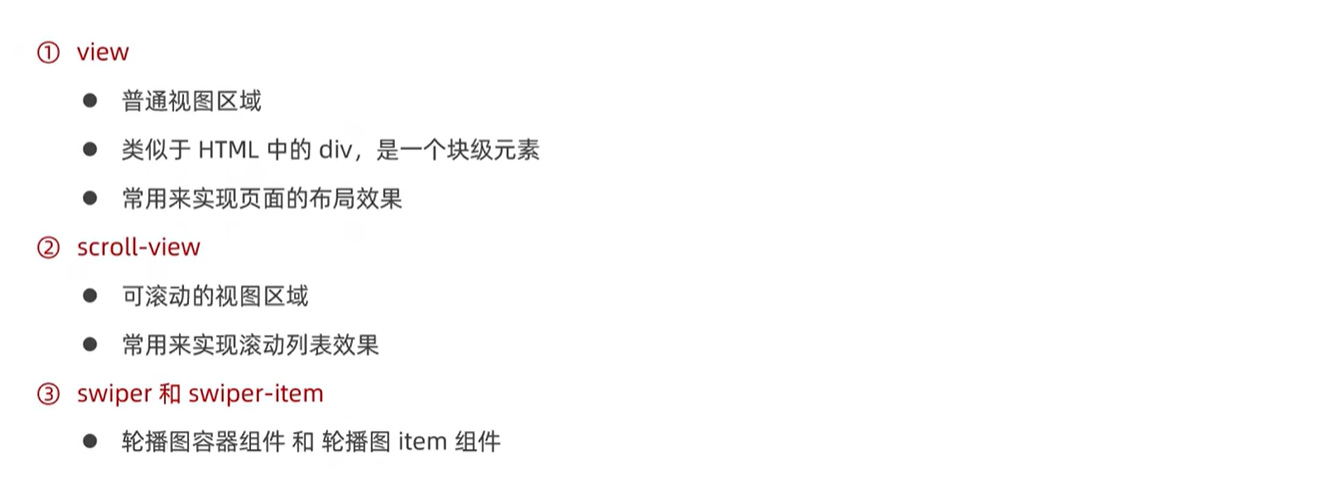 ① view
● 普通视图区域
● 类似于 HTML 中的 div，是一个块级元素
● 常用来实现页面的布局效果
② scroll-view
● 可滚动的视图区域
● 常用来实现滚动列表效果
③ swiper 和 swiper-item
● 轮播图容器组件 和 轮播图 item 组件